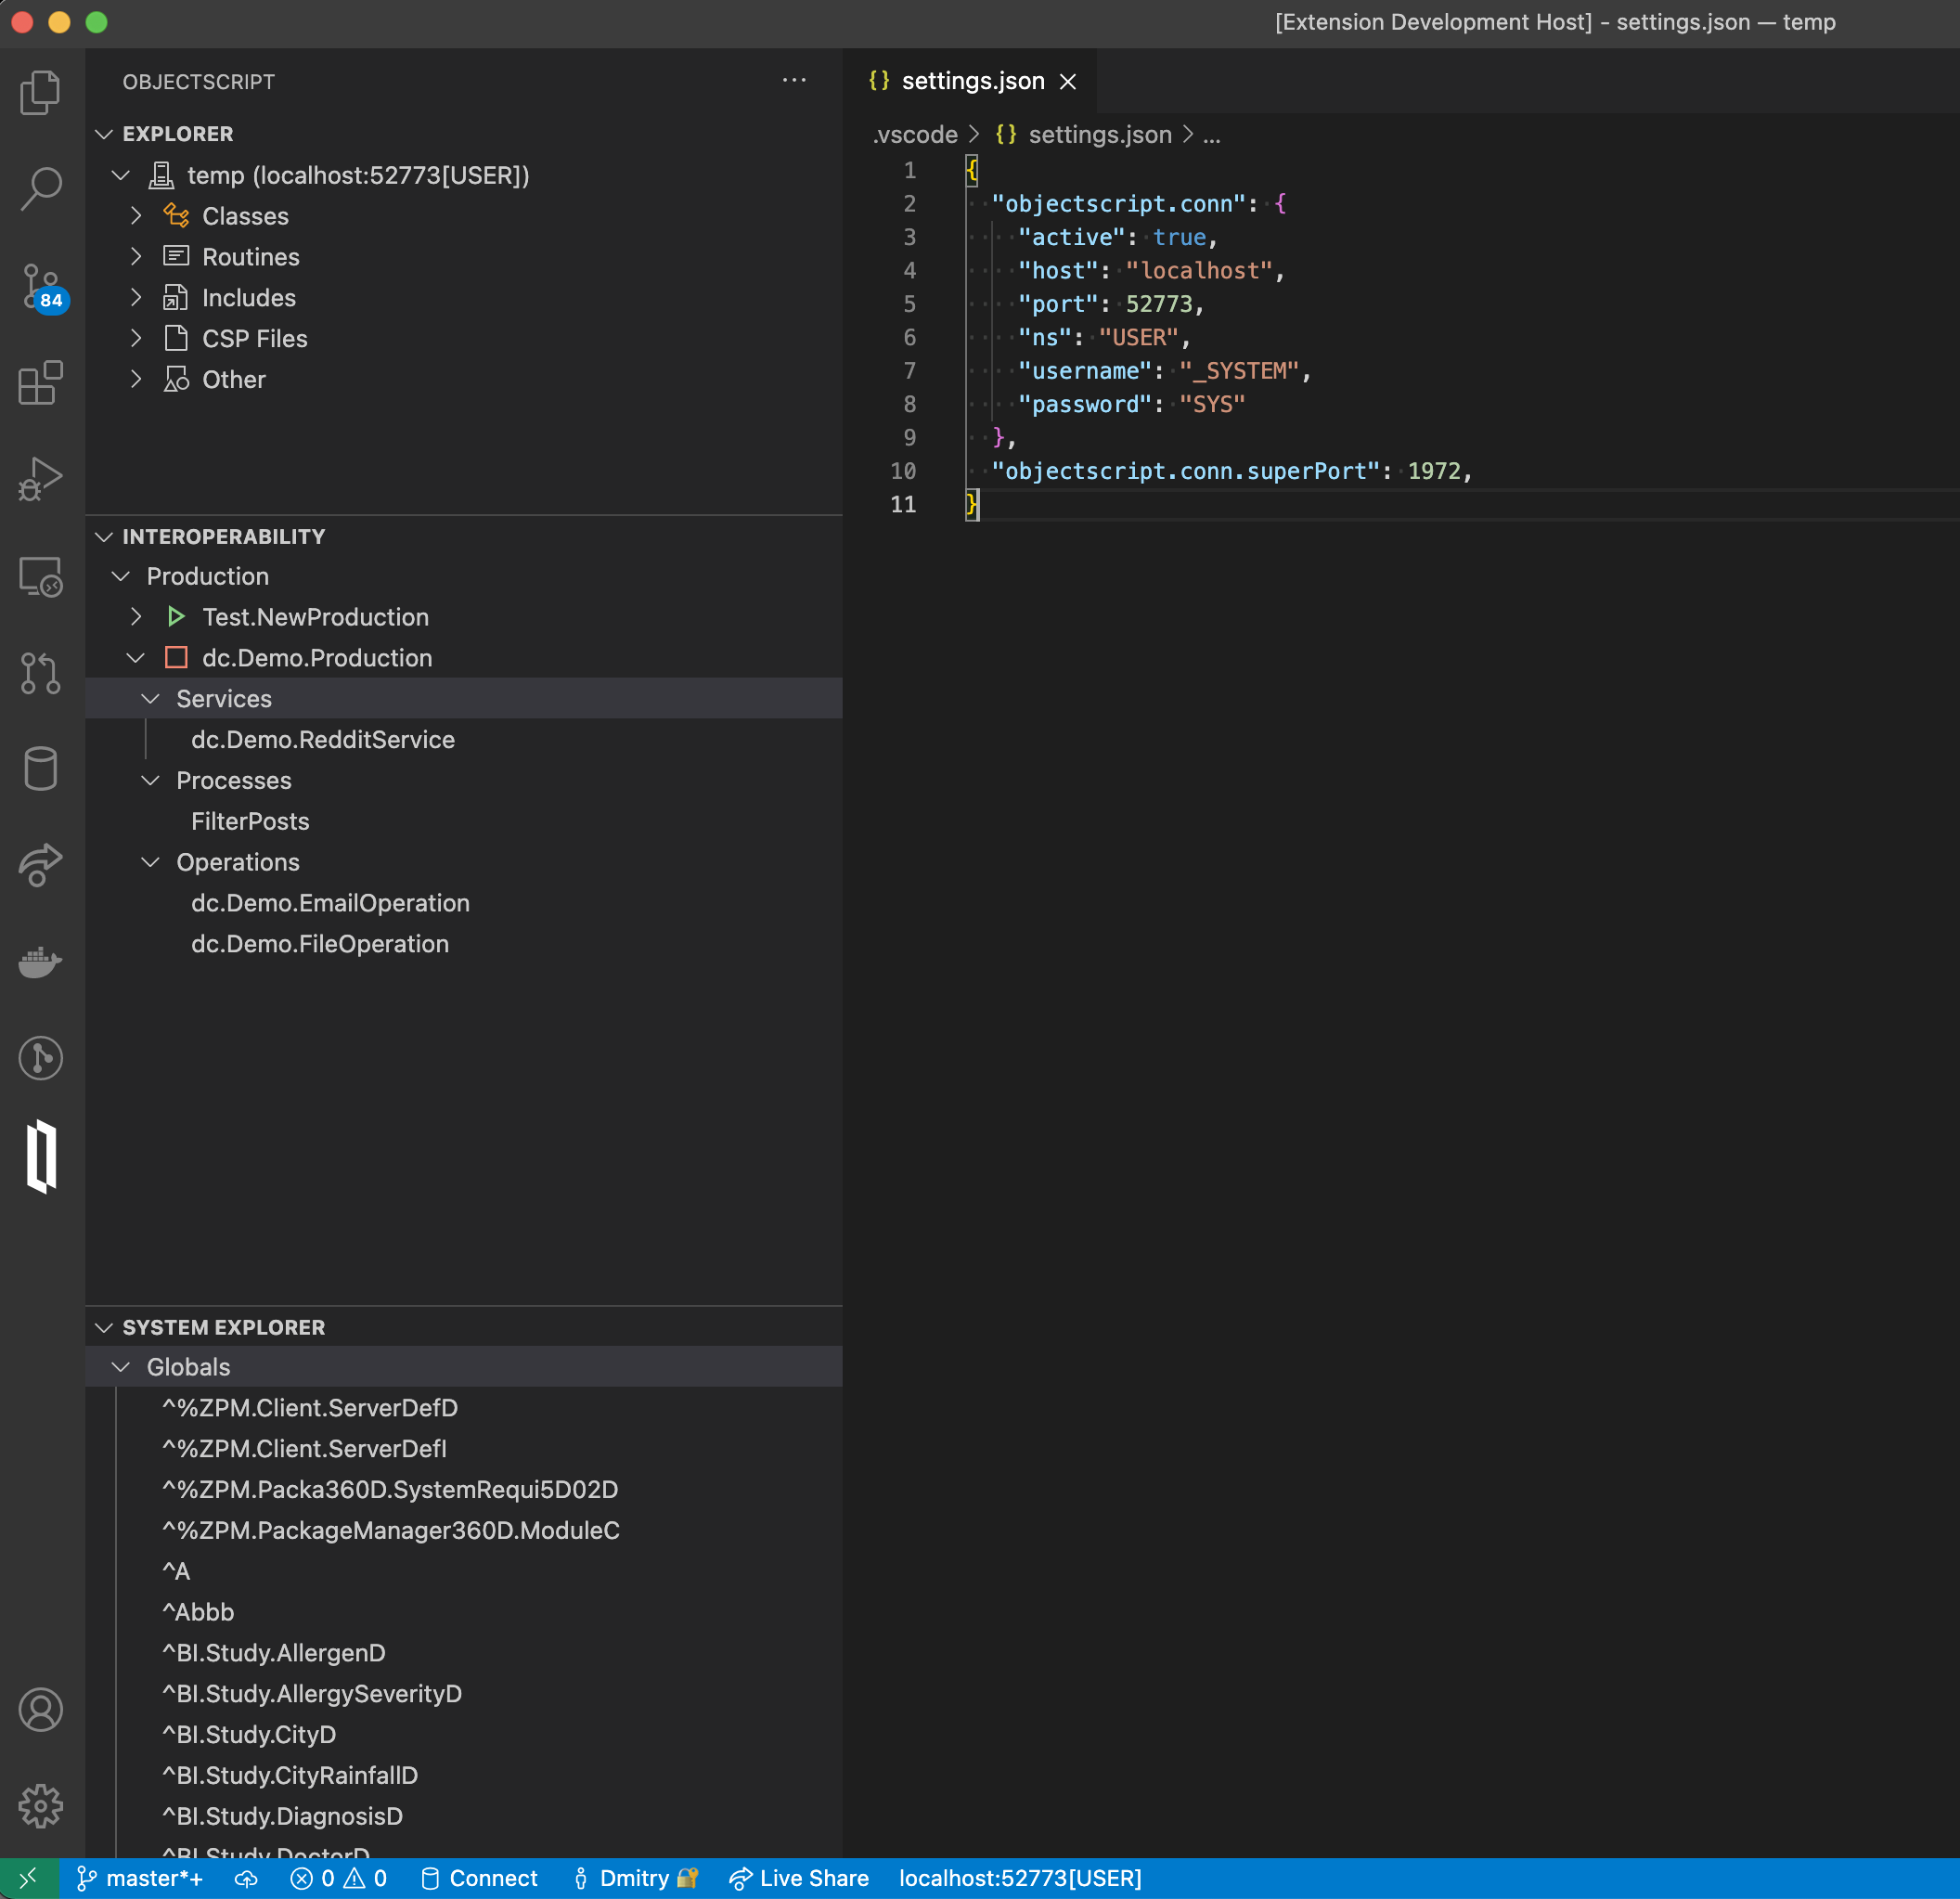 [Extension Development Host] - settings.json — temp
OBJECTSCRIPT
EXPLORER
temp (localhost:52773[USER])
Classes
Routines
Includes
CSP Files
Other
84
INTEROPERABILITY
Production
Test.NewProduction
dc.Demo.Production
Services
dc.Demo.RedditService
Processes
FilterPosts
Operations
dc.Demo.EmailOperation
dc.Demo.FileOperation
SYSTEM EXPLORER
Globals
^%ZPM.Client.ServerDefD
^%ZPM.Client.ServerDefI
^%ZPM.Packa360D.SystemRequi5D02D
^%ZPM.PackageManager360D.ModuleC
^A
^Abbb
^BI.Study.AllergenD
^BI.Study.AllergySeverityD
^BI.Study.CityD
^BI.Study.CityRainfallD
^BI.Study.DiagnosisD
^BI.Study.DoctorD
{} settings.json
.vscode > {} settings.json > ...
1 {
2 "objectscript.conn": {
3 "active": true,
4 "host": "localhost",
5 "port": 52773,
6 "ns": "USER",
7 "username": "_SYSTEM",
8 "password": "SYS"
9 },
10 "objectscript.conn.superPort": 1972,
11 }
master*+ 0 0 Connect Dmitry Live Share localhost:52773[USER]